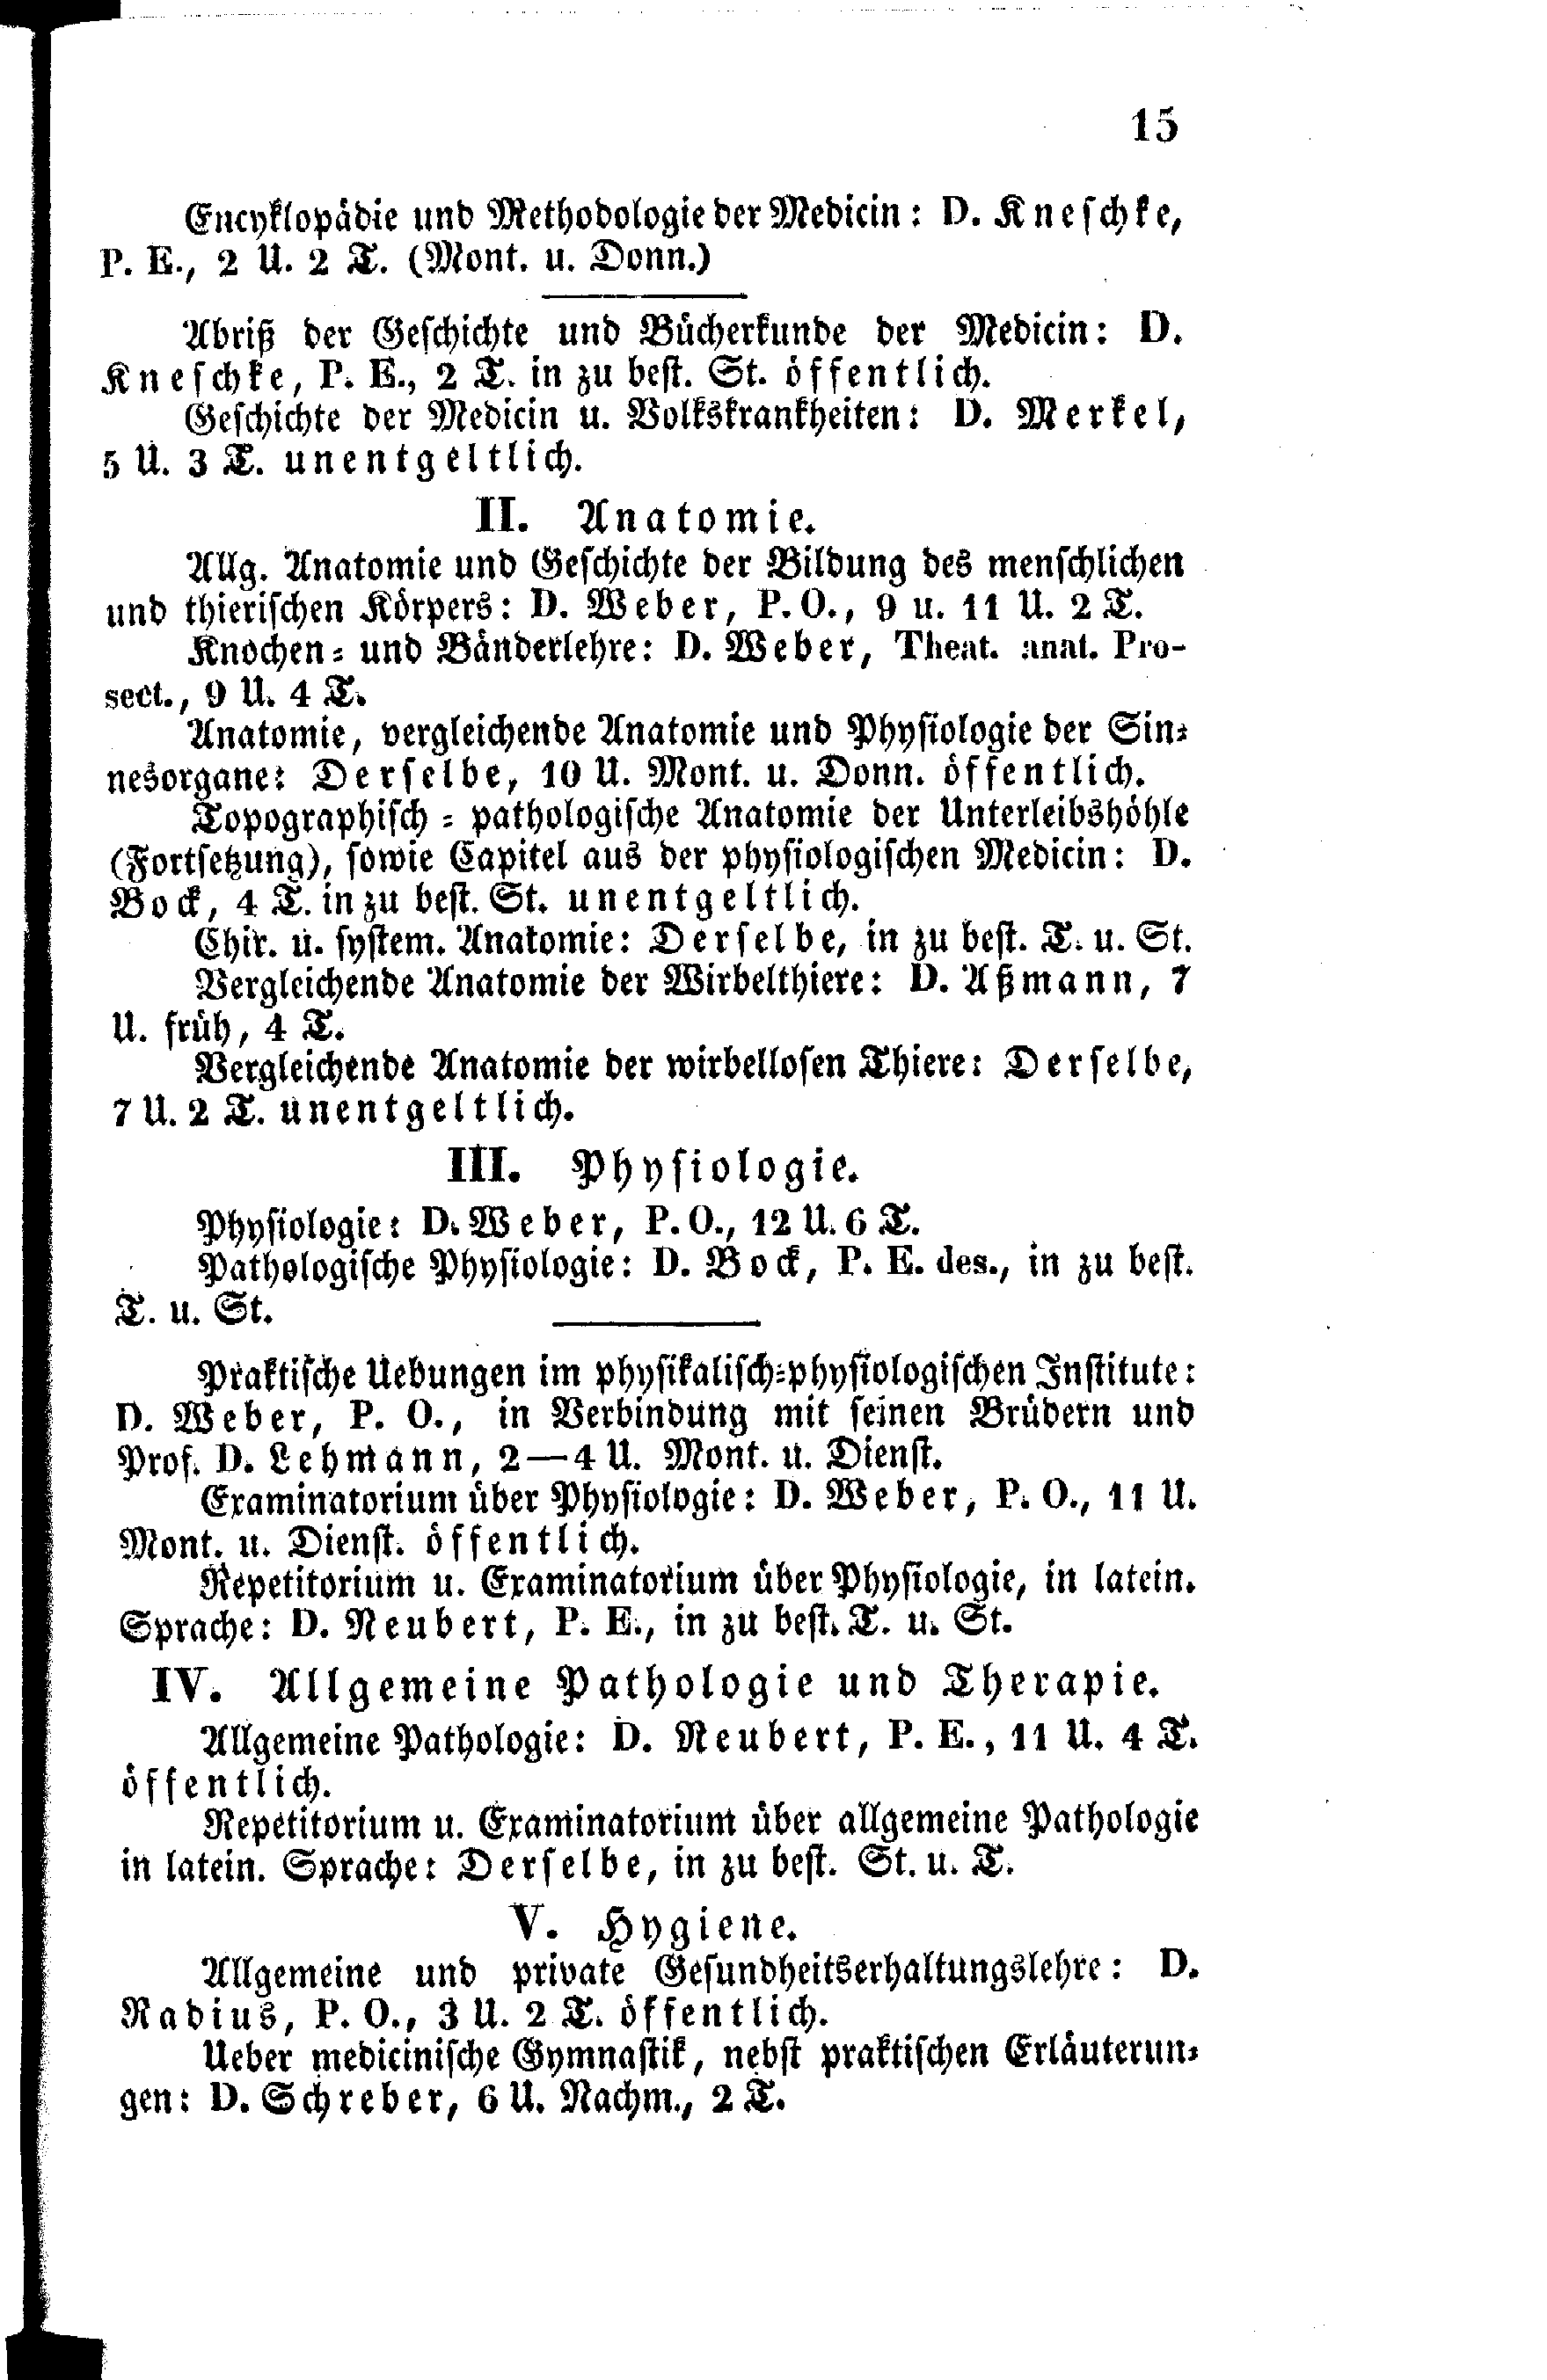 15
Encyklopädie und Methodologie der Medicin: D. Kneschke,
P. E., 2 U. 2 T. (Mont. u. Donn.)
Abriß der Geschichte und Bücherkunde der Medicin: D.
Kneschke, P. E., 2 T. in zu best. St. öffentlich.
Geschichte der Medicin u. Volkskrankheiten: D. Merkel,
5 U. 3 T. unentgeltlich.
II. Anatomie.
Allg. Anatomie und Geschichte der Bildung des menschlichen
und thierischen Körpers: D. Weber, P. O., 9 u. 11 U. 2 T.
Knochen- und Bänderlehre: D. Weber, Theat. anat. Pro-
sect., 9 U. 4 T.
Anatomie, vergleichende Anatomie und Physiologie der Sin-
nesorgane: Derselbe, 10 U. Mont. u. Donn. öffentlich.
Topographisch-pathologische Anatomie der Unterleibshöhle
(Fortsetzung), sowie Capitel aus der physiologischen Medicin: D.
Bock, 4 T. in zu best. St. unentgeltlich.
Chir. u. system. Anatomie: Derselbe, in zu best. T. u. St.
Vergleichende Anatomie der Wirbelthiere: D. Aßmann, 7
U. früh, 4 T.
Vergleichende Anatomie der wirbellosen Thiere: Derselbe,
7 U. 2 T. unentgeltlich.
III. Physiologie.
Physiologie: D. Weber, P. O., 12 U. 6 T.
Pathologische Physiologie: D. Bock, P. E. des., in zu best.
T. u. St.
Praktische Uebungen im physikalisch-physiologischen Institute:
D. Weber, P. O., in Verbindung mit seinen Brüdern und
Prof. D. Lehmann, 2—4 U. Mont. u. Dienst.
Examinatorium über Physiologie: D. Weber, P. O., 11 U.
Mont. u. Dienst. öffentlich.
Repetitorium u. Examinatorium über Physiologie, in latein.
Sprache: D. Neubert, P. E., in zu best. T. u. St.
IV. Allgemeine Pathologie und Therapie.
Allgemeine Pathologie: D. Neubert, P. E., 11 U. 4 T.
öffentlich.
Repetitorium u. Examinatorium über allgemeine Pathologie
in latein. Sprache: Derselbe, in zu best. St. u. T.
V. Hygiene.
Allgemeine und private Gesundheitserhaltungslehre: D.
Radius, P. O., 3 U. 2 T. öffentlich.
Ueber medicinische Gymnastik, nebst praktischen Erläuterun-
gen: D. Schreber, 6 U. Nachm., 2 T.